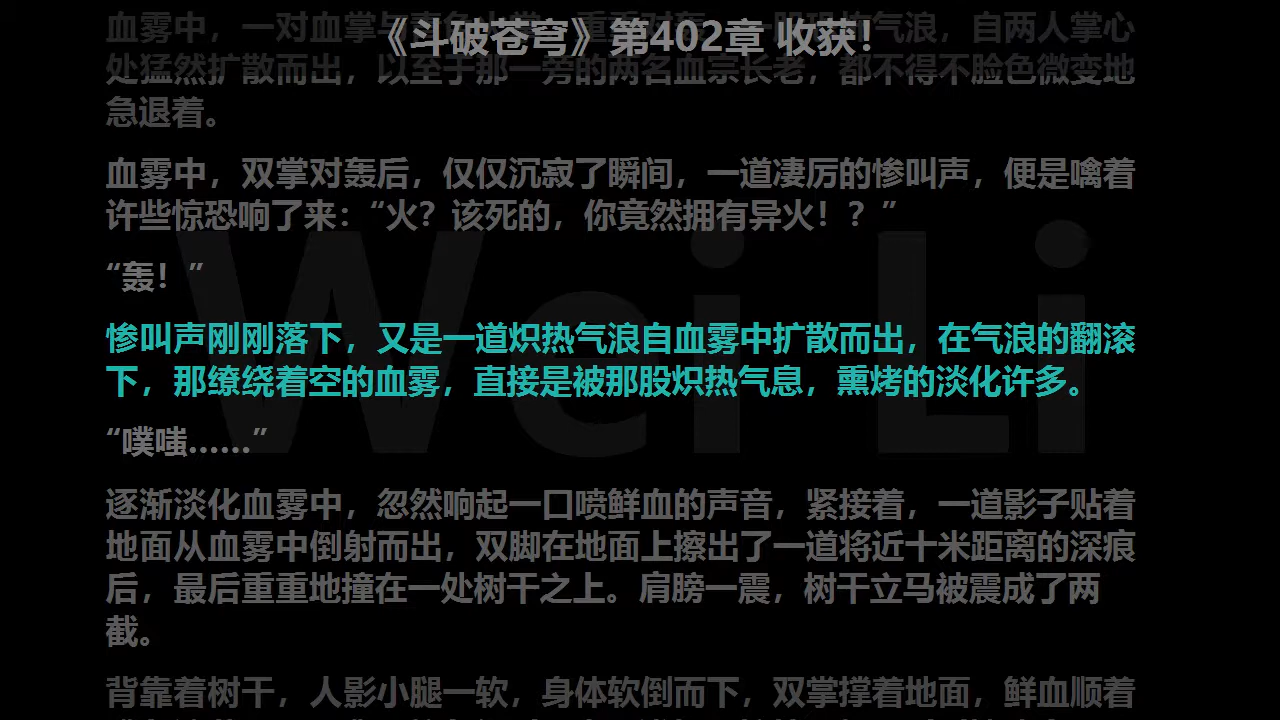 《斗破苍穹》第402章 收获！
血雾中，一对血掌与 重重对轰 气浪，自两人掌心
处猛然扩散而出，以至于那一旁的两名血宗长老，都不得不脸色微变地
急退着。
血雾中，双掌对轰后，仅仅沉寂了瞬间，一道凄厉的惨叫声，便是噙着
许些惊恐响了来：“火？该死的，你竟然拥有异火！？”
“轰！”
惨叫声刚刚落下，又是一道炽热气浪自血雾中扩散而出，在气浪的翻滚
下，那缭绕着空的血雾，直接是被那股炽热气息，熏烤的淡化许多。
“噗嗤……”
逐渐淡化血雾中，忽然响起一口喷鲜血的声音，紧接着，一道影子贴着
地面从血雾中倒射而出，双脚在地面上擦出了一道将近十米距离的深痕
后，最后重重地撞在一处树干之上。肩膀一震，树干立马被震成了两
截。
背靠着树干，人影小腿一软，身体软倒而下，双掌撑着地面，鲜血顺着
Wei Li